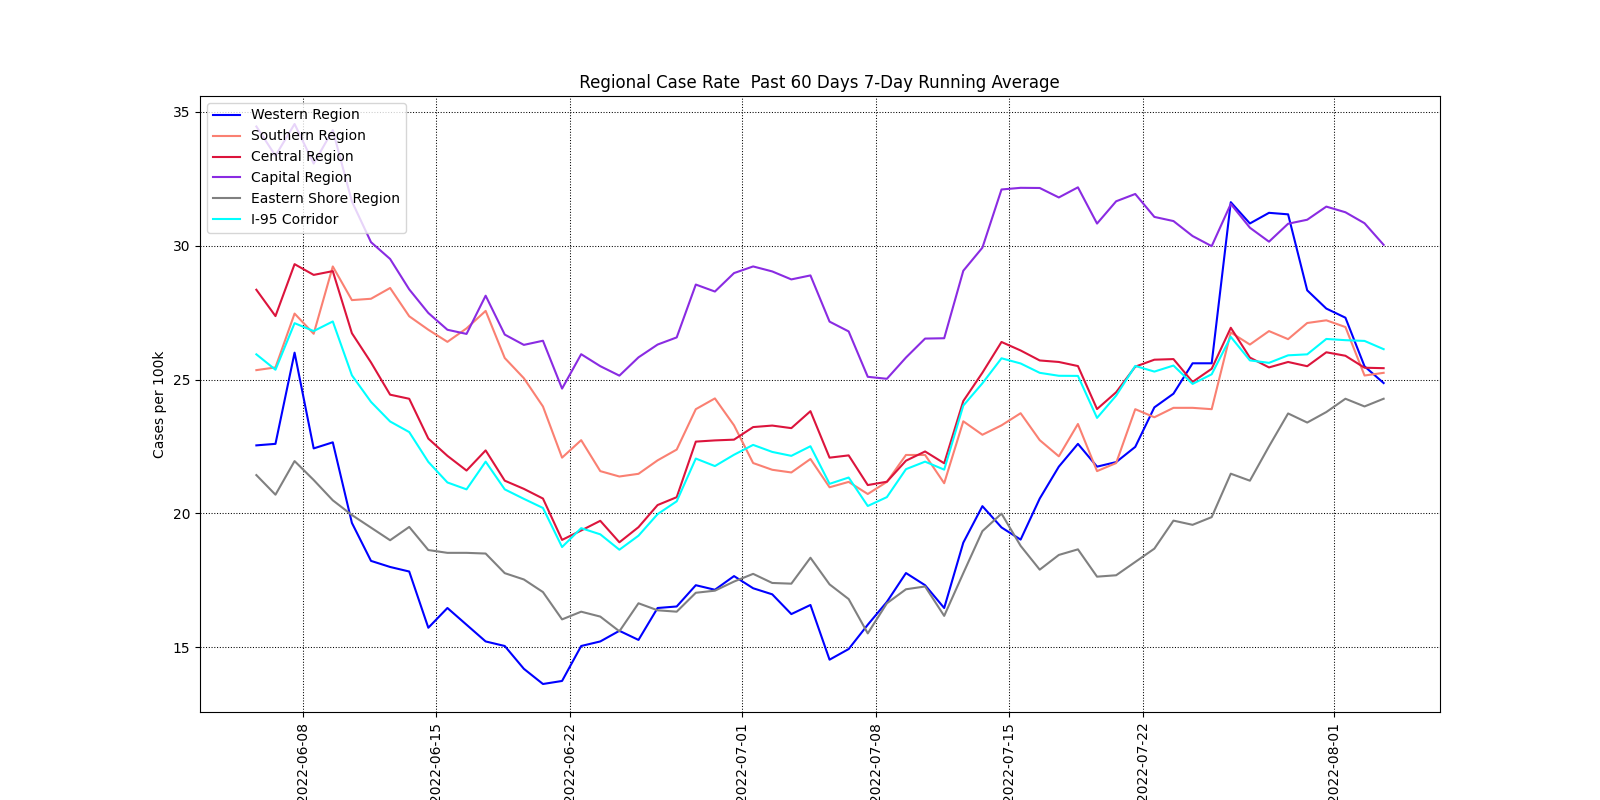 Regional Case Rate  Past 60 Days 7-Day Running Average
Cases per 100k
35
30
25
20
15
Western Region
Southern Region
Central Region
Capital Region
Eastern Shore Region
I-95 Corridor
2022-06-08
2022-06-15
2022-06-22
2022-07-01
2022-07-08
2022-07-15
2022-07-22
2022-08-01